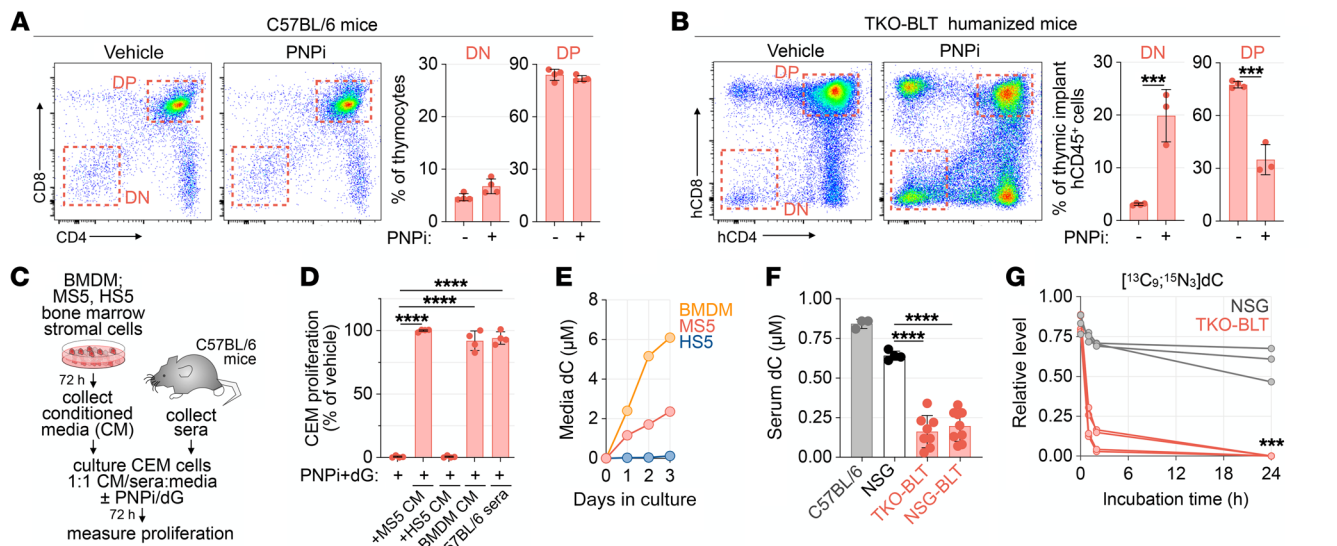 A
C57BL/6 mice
Vehicle
PNPi
DP
DN
CD8
CD4
DN
DP
% of thymocytes
30
20
10
0
90
60
30
0
PNPi:
-
+
-
+
B
TKO-BLT humanized mice
Vehicle
PNPi
DP
DN
hCD8
hCD4
DN
DP
% of thymic implant
hCD45+ cells
30
20
10
0
***
90
60
30
0
***
PNPi:
-
+
-
+
C
BMDM;
MS5, HS5
bone marrow
stromal cells
C57BL/6
mice
72 h
collect
conditioned
media (CM)
collect
sera
culture CEM cells
1:1 CM/sera:media
± PNPi/dG
72 h
measure proliferation
D
CEM proliferation
(% of vehicle)
100
50
0
****
****
****
PNPi+dG:
+
+
+
+
+
+MS5 CM
+HS5 CM
BMDM CM
57BL/6 sera
E
Media dC (µM)
8
6
4
2
0
BMDM
MS5
HS5
0
1
2
3
Days in culture
F
Serum dC (µM)
1.00
0.75
0.50
0.25
0.00
****
****
C57BL/6
NSG
TKO-BLT
NSG-BLT
G
[13C9;15N3]dC
NSG
TKO-BLT
Relative level
1.00
0.75
0.50
0.25
0.00
***
0
6
12
18
24
Incubation time (h)